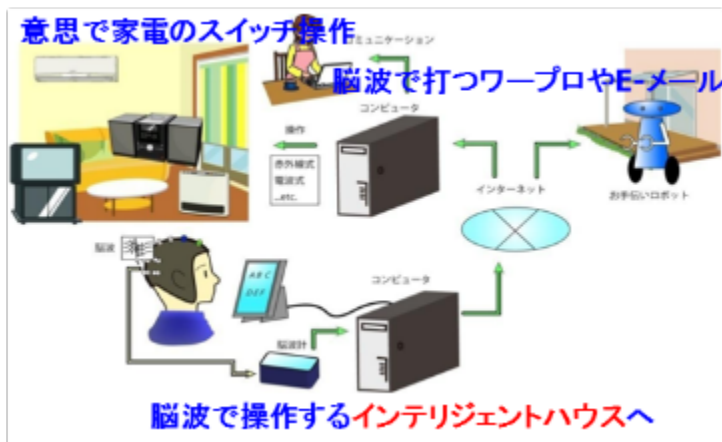 意思で家電のスイッチ操作
コミュニケーション
脳波で打つワープロやE-メール
コンピュータ
操作
赤外線式
電波式
...etc.
インターネット
お手伝いロボット
脳波
ABC
DEF
コンピュータ
脳波計
脳波で操作するインテリジェントハウスへ